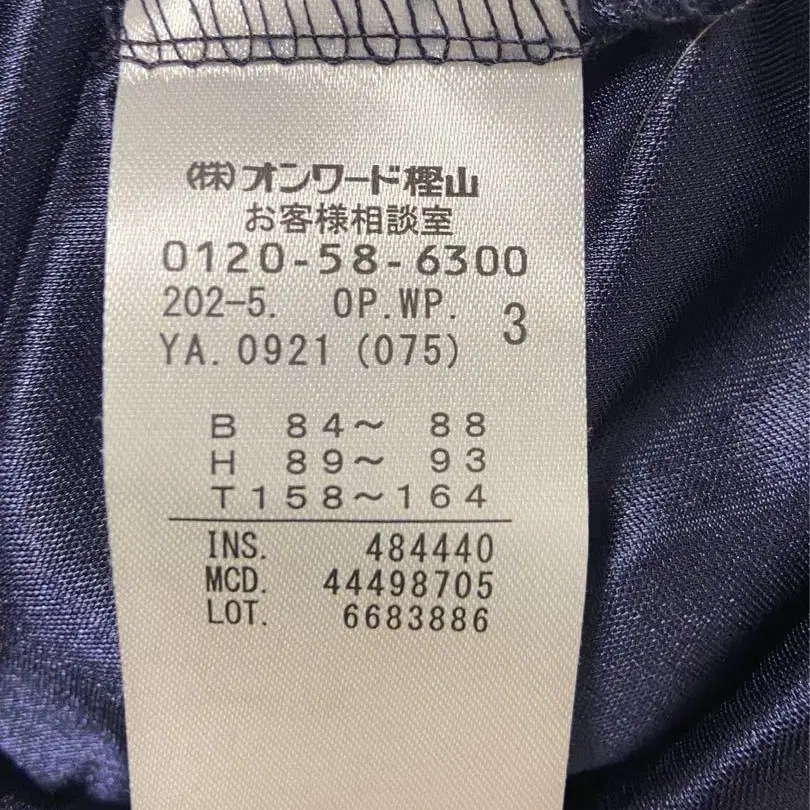 (株)オンワード樫山
お客様相談室
0120-58-6300
202-5. OP.WP. 3
YA.0921 (075)
B 84～ 88
H 89～ 93
T158～164
INS. 484440
MCD. 44498705
LOT. 6683886